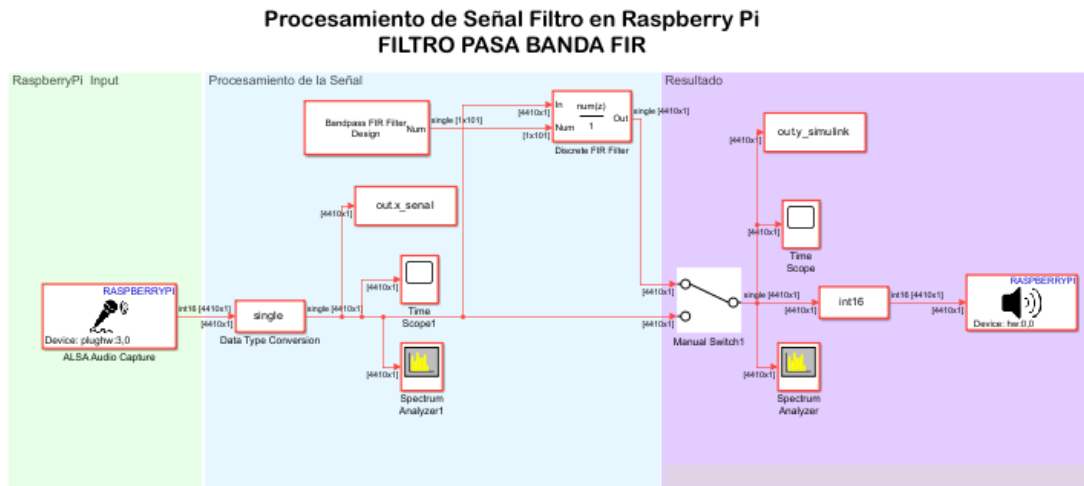 Procesamiento de Señal Filtro en Raspberry Pi
FILTRO PASA BANDA FIR
RaspberryPi Input
Procesamiento de la Señal
Resultado
Bandpass FIR Filter
Design
Num
single [1x101]
[4410x1]
[1x101]
In
Num
num(z)
1
Out
single [4410x1]
Discrete FIR Filter
out.x_senal
[4410x1]
[4410x1]
Time
Scope1
RASPBERRYPI
Device: plughw:3,0
ALSA Audio Capture
int16 [4410x1]
[4410x1]
single
Data Type Conversion
single [4410x1]
[4410x1]
Spectrum
Analyzer1
[4410x1]
[4410x1]
Manual Switch1
out.y_simulink
[4410x1]
[4410x1]
Time
Scope
single [4410x1]
[4410x1]
int16
int16 [4410x1]
[4410x1]
RASPBERRYPI
Device: hw:0,0
[4410x1]
Spectrum
Analyzer